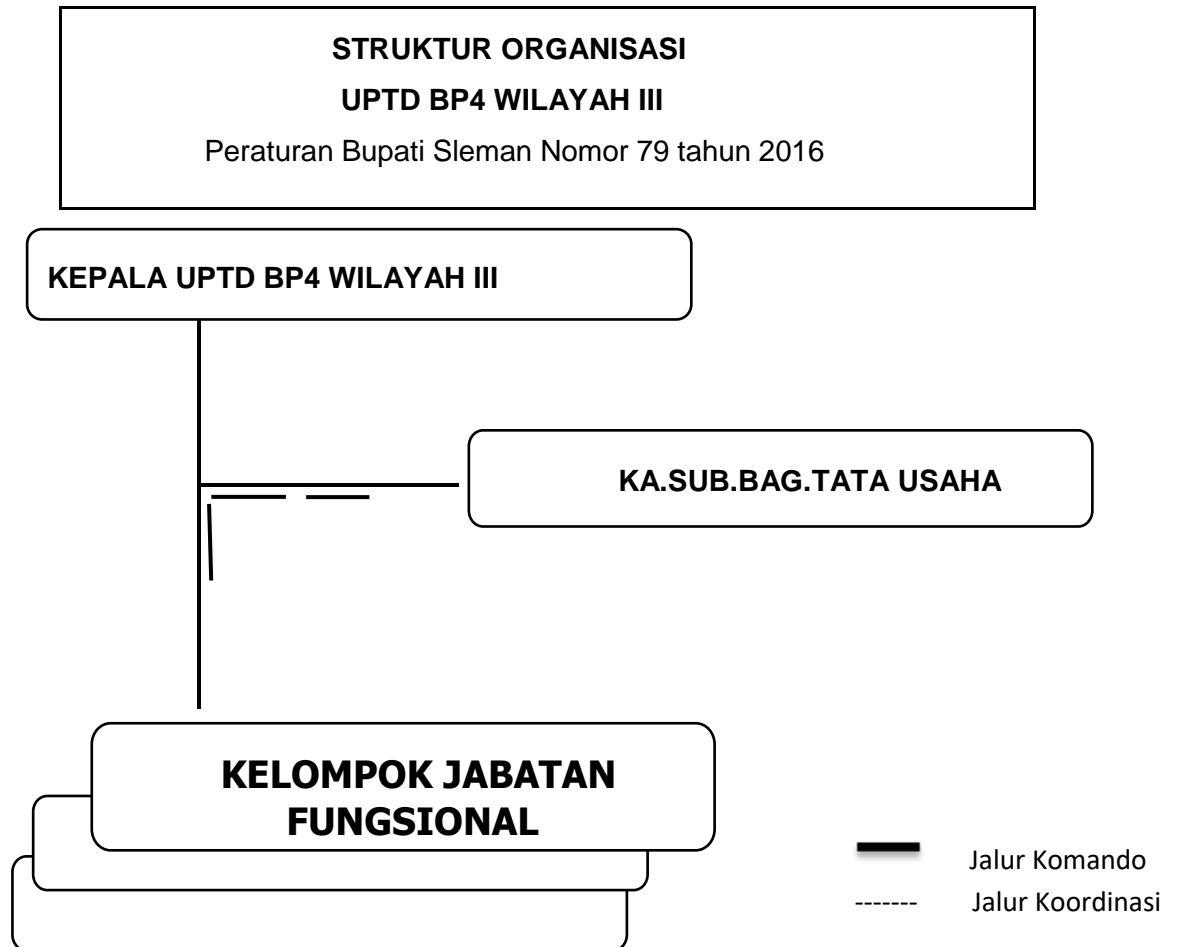 STRUKTUR ORGANISASI
UPTD BP4 WILAYAH III
Peraturan Bupati Sleman Nomor 79 tahun 2016
KEPALA UPTD BP4 WILAYAH III
KA.SUB.BAG.TATA USAHA
KELOMPOK JABATAN
FUNGSIONAL
Jalur Komando
------- Jalur Koordinasi